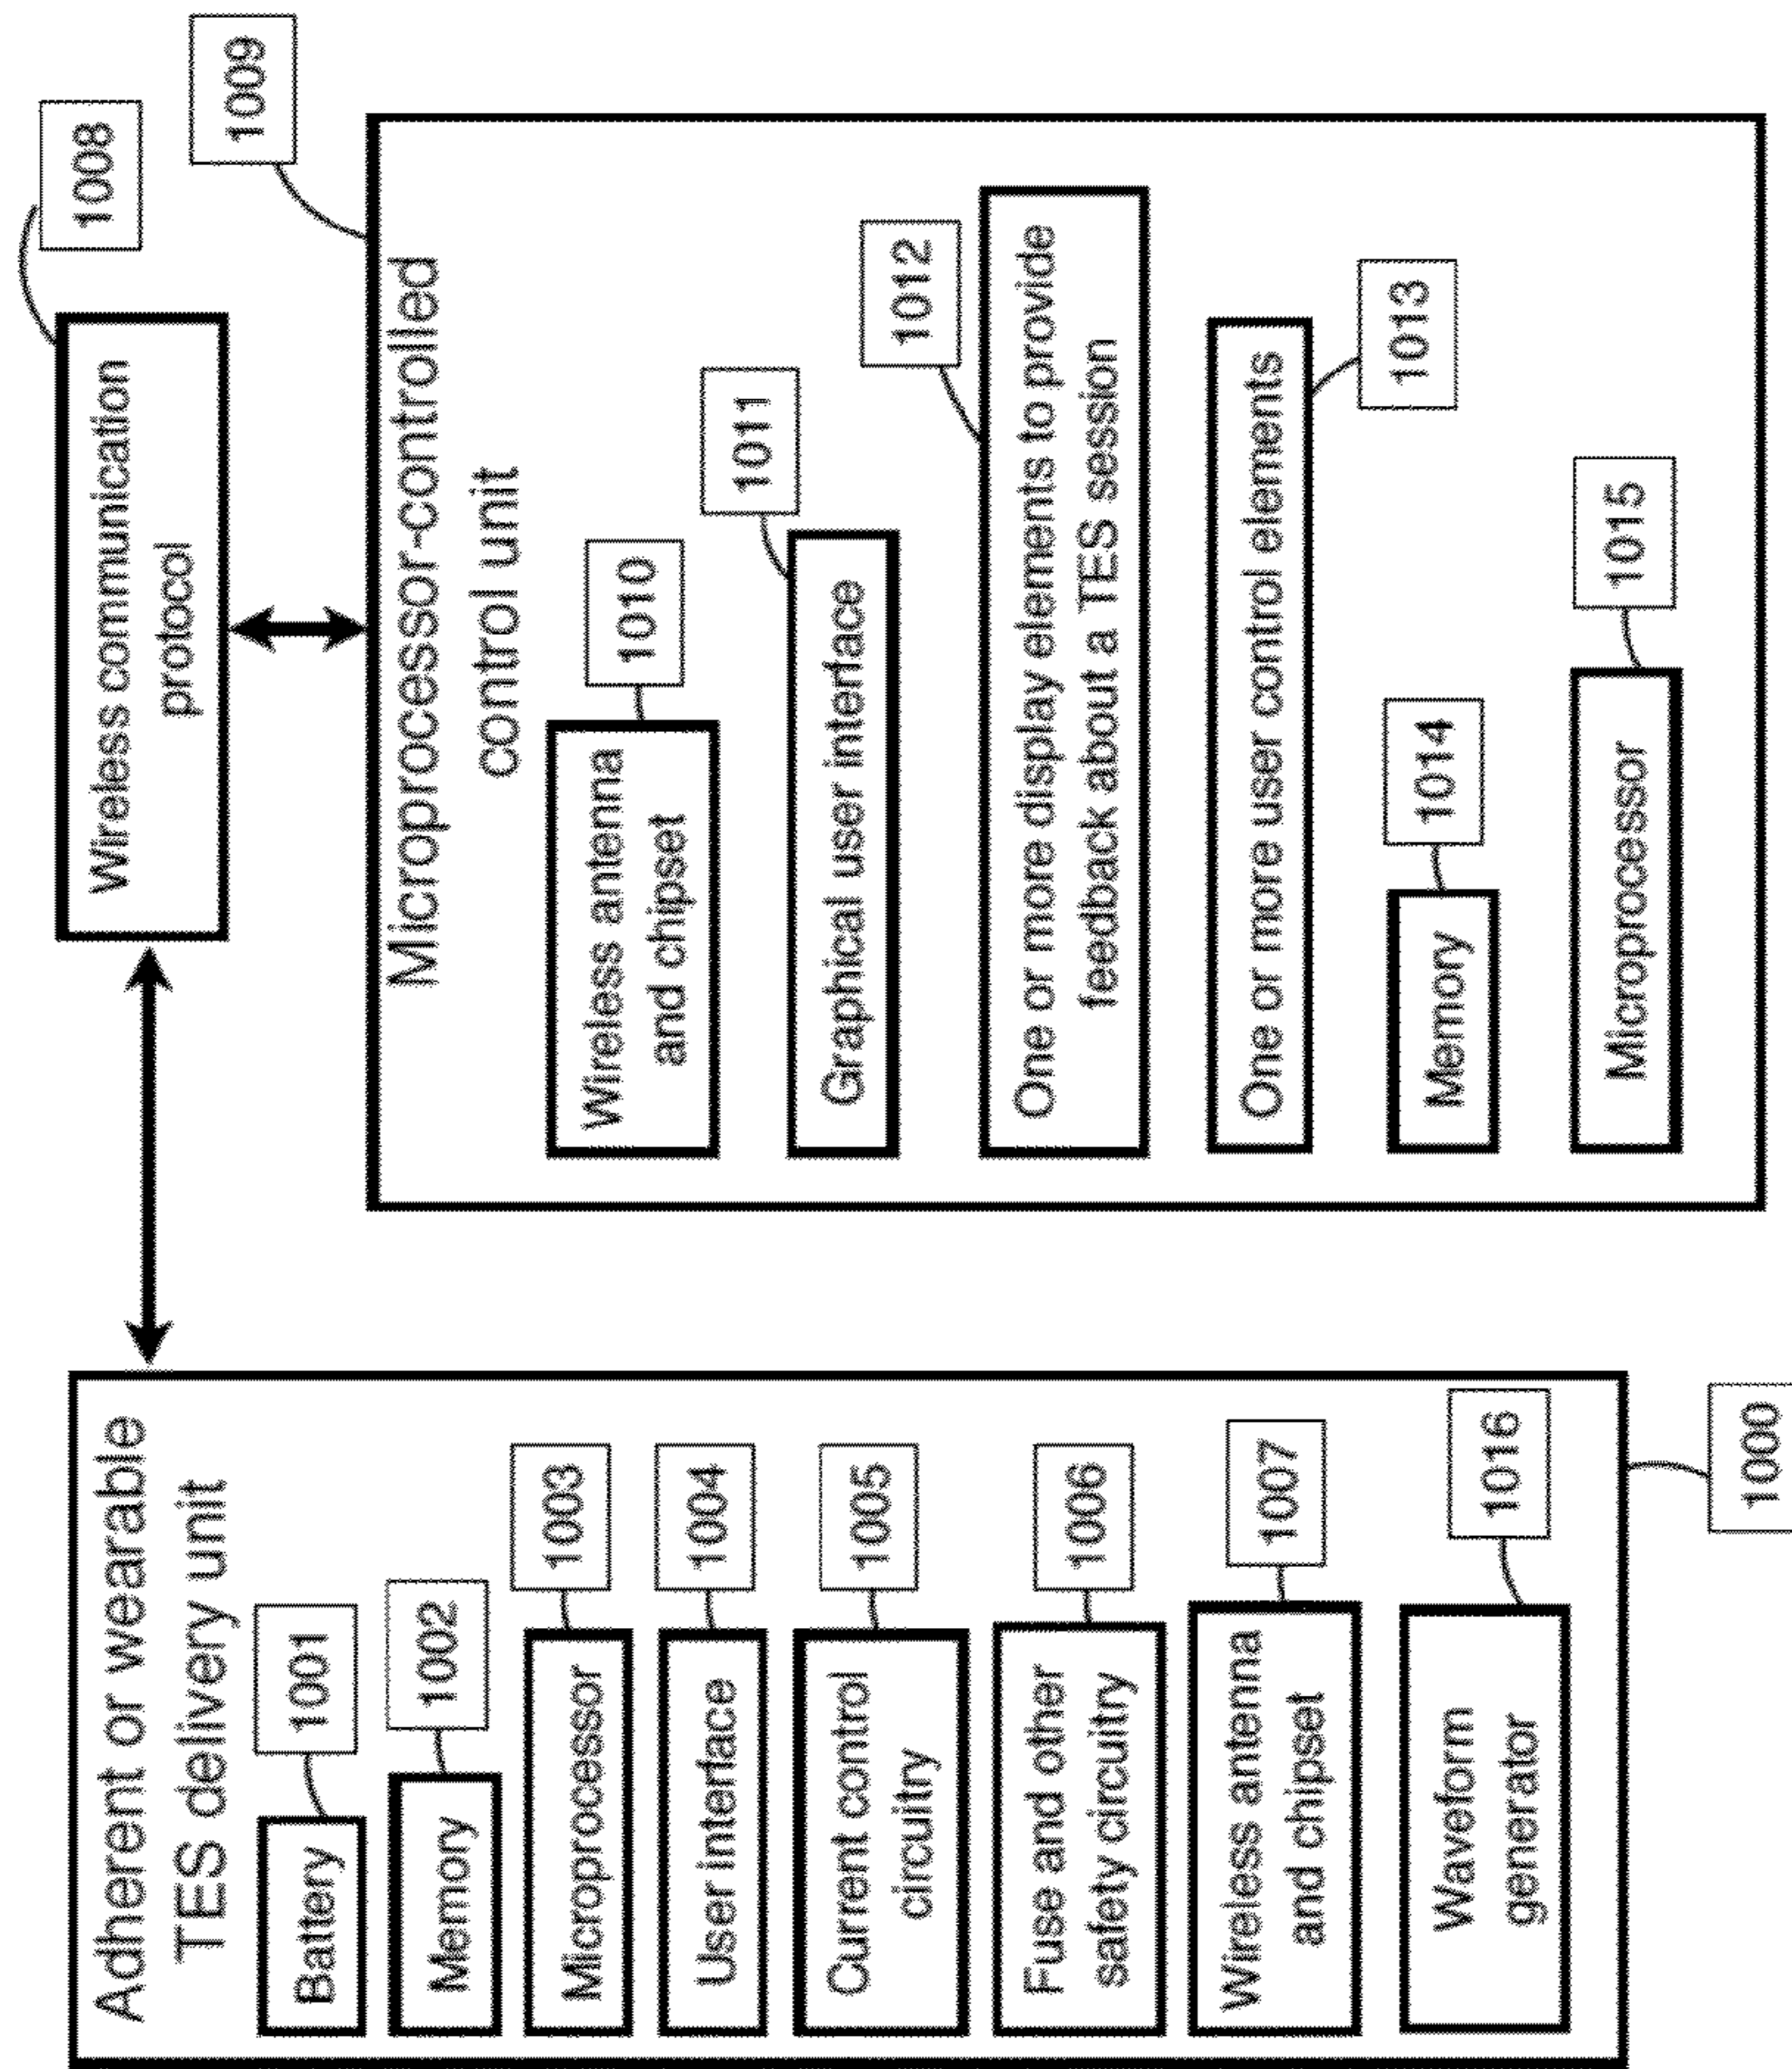 Adherent or wearable
TES delivery unit
Battery
1001
Memory
1002
Microprocessor
1003
User interface
1004
Current control
circuitry
1005
Fuse and other
safety circuitry
1006
Wireless antenna
and chipset
1007
Waveform
generator
1016
1000
Wireless communication
protocol
1008
1009
Microprocessor-controlled
control unit
Wireless antenna
and chipset
1010
Graphical user interface
1011
One or more display elements to provide
feedback about a TES session
1012
One or more user control elements
1013
Memory
1014
Microprocessor
1015